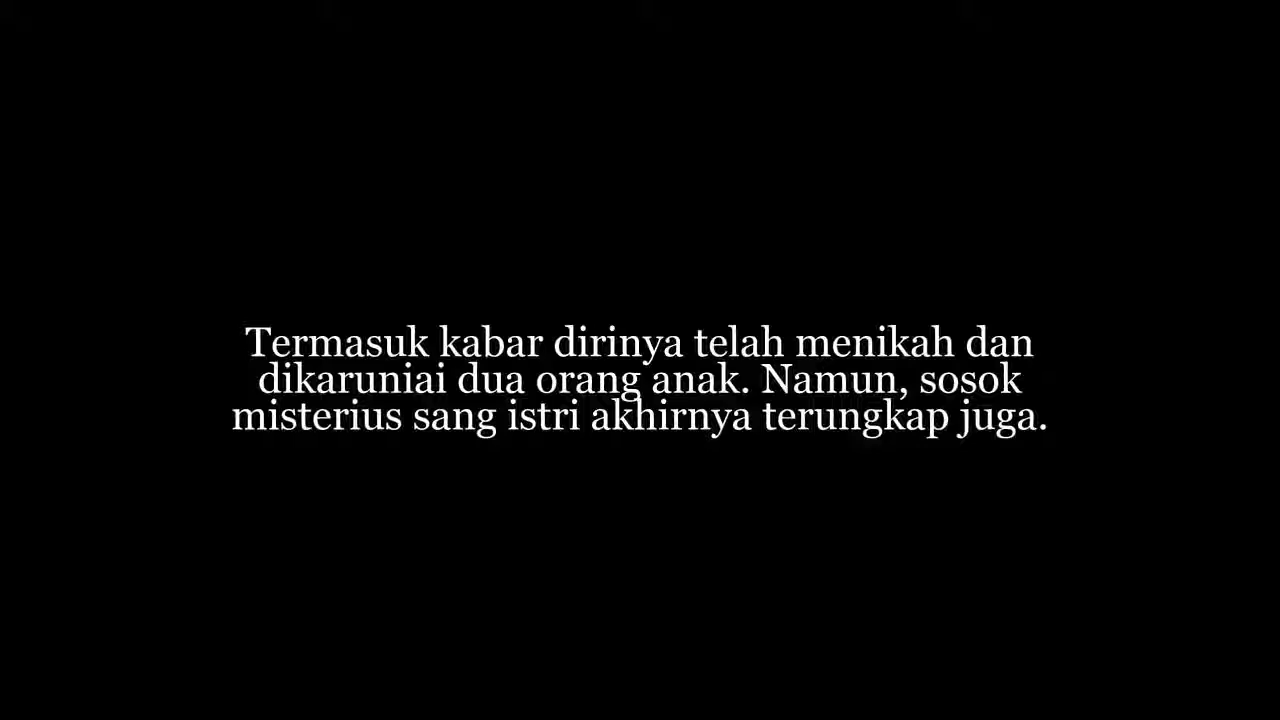 Termasuk kabar dirinya telah menikah dan
dikaruniai dua orang anak. Namun, sosok
misterius sang istri akhirnya terungkap juga.